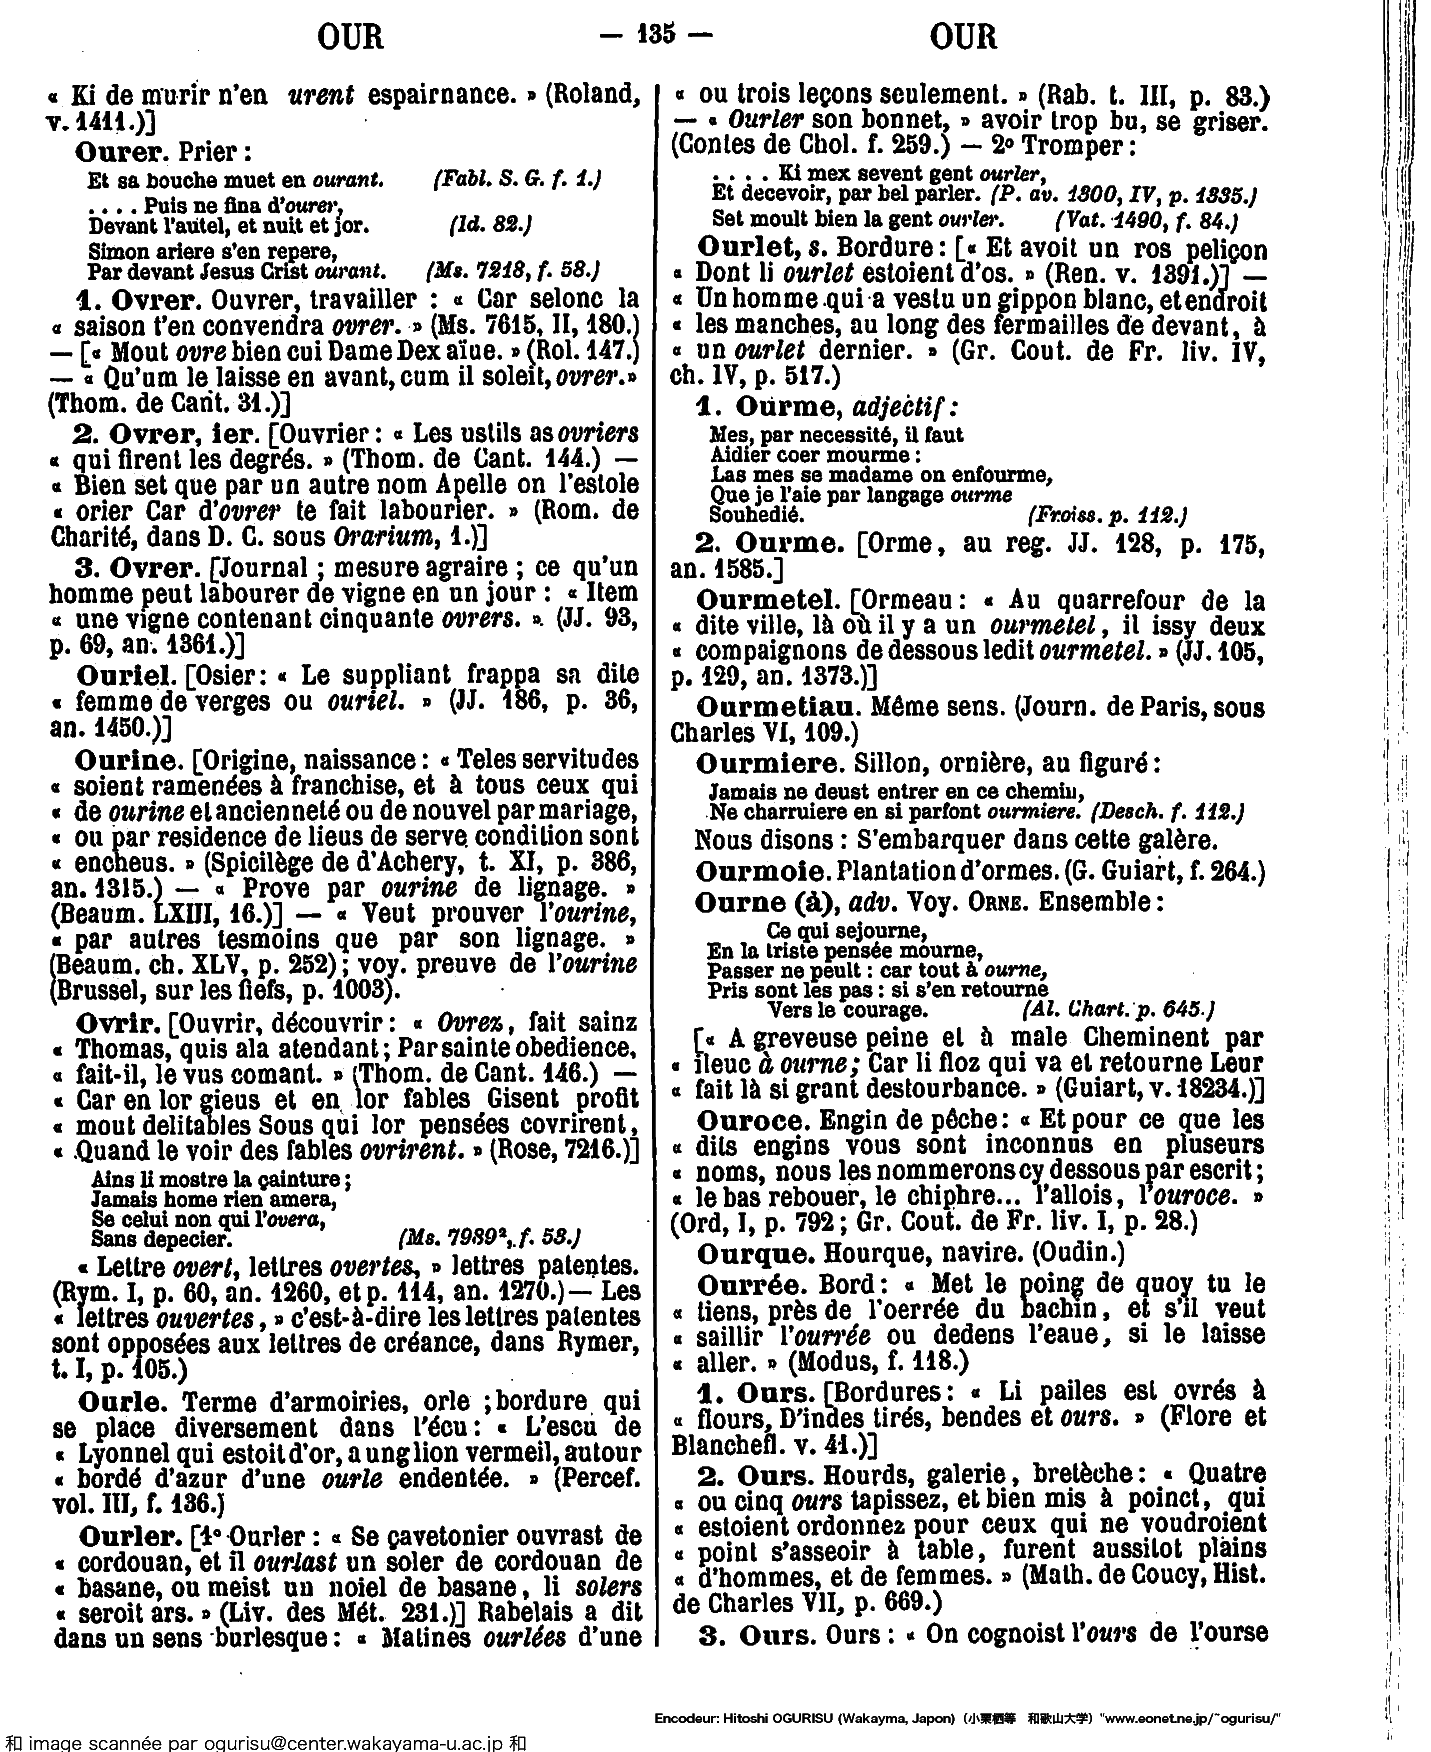 OUR — 135 — OUR
« Ki de murir n'en urent espairnance. » (Roland,
v. 1411.)]
Ourer. Prier :
Et sa bouche muet en ourant. (Fabl. S. G. f. 1.)
. . . . Puis ne fina d'ourer,
Devant l'autel, et nuit et jor. (Id. 82.)
Simon ariere s'en repere,
Par devant Jesus Crist ourant. (Ms. 7218, f. 58.)
1. Ovrer. Ouvrer, travailler : « Car selonc la
« saison t'en convendra ovrer. » (Ms. 7615, II, 180.)
— [« Mout ovre bien cui Dame Dex aïue. » (Rol. 147.)
— « Qu'um le laisse en avant, cum il soleit, ovrer. »
(Thom. de Cant. 31.)]
2. Ovrer, ier. [Ouvrier : « Les ustils as ovriers
« qui firent les degrés. » (Thom. de Cant. 144.) —
« Bien set que par un autre nom Apelle on l'estole
« orier Car d'ovrer te fait labourier. » (Rom. de
Charité, dans D. C. sous Orarium, 1.)]
3. Ovrer. [Journal ; mesure agraire ; ce qu'un
homme peut labourer de vigne en un jour : « Item
« une vigne contenant cinquante ovrers. » (JJ. 93,
p. 69, an. 1361.)]
Ouriel. [Osier : « Le suppliant frappa sa dite
« femme de verges ou ouriel. » (JJ. 186, p. 36,
an. 1450.)]
Ourine. [Origine, naissance : « Teles servitudes
« soient ramenées à franchise, et à tous ceux qui
« de ourine et ancienneté ou de nouvel par mariage,
« ou par residence de lieus de serve condition sont
« encheus. » (Spicilège de d'Achery, t. XI, p. 386,
an. 1315.) — « Prove par ourine de lignage. »
(Beaum. LXIII, 16.)] — « Veut prouver l'ourine,
« par autres tesmoins que par son lignage. »
(Beaum. ch. XLV, p. 252) ; voy. preuve de l'ourine
(Brussel, sur les fiefs, p. 1003).
Ovrir. [Ouvrir, découvrir : « Ovrez, fait sainz
« Thomas, quis ala atendant ; Par sainte obedience,
« fait-il, le vus comant. » (Thom. de Cant. 146.) —
« Car en lor gieus et en lor fables Gisent profit
« mout delitables Sous qui lor pensées covrirent,
« Quand le voir des fables ovrirent. » (Rose, 7216.)]
Ains li mostre la çainture ;
Jamais home rien amera,
Se celui non qui l'overa,
Sans depecier. (Ms. 7989², f. 53.)
« Lettre overt, lettres overtes, » lettres patentes.
(Rym. I, p. 60, an. 1260, et p. 114, an. 1270.) — Les
« lettres ouvertes, » c'est-à-dire les lettres patentes
sont opposées aux lettres de créance, dans Rymer,
t. I, p. 105.)
Ourle. Terme d'armoiries, orle ; bordure qui
se place diversement dans l'écu : « L'escu de
« Lyonnel qui estoit d'or, a ung lion vermeil, autour
« bordé d'azur d'une ourle endentée. » (Percef.
vol. III, f. 136.)
Ourler. [1° Ourler : « Se çavetonier ouvrast de
« cordouan, et il ourlast un soler de cordouan de
« basane, ou meist un noiel de basane, li solers
« seroit ars. » (Liv. des Mét. 231.)] Rabelais a dit
dans un sens burlesque : « Matines ourlées d'une
« ou trois leçons seulement. » (Rab. t. III, p. 83.)
— « Ourler son bonnet, » avoir trop bu, se griser.
(Contes de Chol. f. 259.) — 2° Tromper :
. . . . Ki mex sevent gent ourler,
Et decevoir, par bel parler. (P. av. 1300, IV, p. 1335.)
Set moult bien la gent ourler. (Vat. 1490, f. 84.)
Ourlet, s. Bordure : [« Et avoit un ros peliçon
« Dont li ourlet estoient d'os. » (Ren. v. 1391.)] —
« Un homme qui a vestu un gippon blanc, et endroit
« les manches, au long des fermailles de devant, à
« un ourlet dernier. » (Gr. Cout. de Fr. liv. IV,
ch. IV, p. 517.)
1. Ourme, adjectif :
Mes, par necessité, il faut
Aidier coer mourme :
Las mes se madame on enfourme,
Que je l'aie par langage ourme
Souhedié. (Froiss. p. 112.)
2. Ourme. [Orme, au reg. JJ. 128, p. 175,
an. 1585.]
Ourmetel. [Ormeau : « Au quarrefour de la
« dite ville, là où il y a un ourmetel, il issy deux
« compaignons de dessous ledit ourmetel. » (JJ. 105,
p. 129, an. 1373.)]
Ourmetiau. Même sens. (Journ. de Paris, sous
Charles VI, 109.)
Ourmiere. Sillon, ornière, au figuré :
Jamais ne deust entrer en ce chemin,
Ne charruiere en si parfont ourmiere. (Desch. f. 112.)
Nous disons : S'embarquer dans cette galère.
Ourmoie. Plantation d'ormes. (G. Guiart, f. 264.)
Ourne (à), adv. Voy. ORNE. Ensemble :
Ce qui sejourne,
En la triste pensée mourne,
Passer ne peult : car tout à ourne,
Pris sont les pas : si s'en retourne
Vers le courage. (Al. Chart. p. 645.)
[« A greveuse peine et à male Cheminent par
« ileuc à ourne ; Car li floz qui va et retourne Leur
« fait là si grant destourbance. » (Guiart, v. 18234.)]
Ouroce. Engin de pêche : « Et pour ce que les
« dits engins vous sont inconnus en pluseurs
« noms, nous les nommerons cy dessous par escrit ;
« le bas rebouer, le chiphre... l'allois, l'ouroce. »
(Ord, I, p. 792 ; Gr. Cout. de Fr. liv. I, p. 28.)
Ourque. Hourque, navire. (Oudin.)
Ourrée. Bord : « Met le poing de quoy tu le
« tiens, près de l'oerrée du bachin, et s'il veut
« saillir l'ourrée ou dedens l'eaue, si le laisse
« aller. » (Modus, f. 118.)
1. Ours. [Bordures : « Li pailes est ovrés à
« flours, D'indes tirés, bendes et ours. » (Flore et
Blanchefl. v. 41.)]
2. Ours. Hourds, galerie, bretèche : « Quatre
« ou cinq ours tapissez, et bien mis à poinct, qui
« estoient ordonnez pour ceux qui ne voudroient
« point s'asseoir à table, furent aussitot plains
« d'hommes, et de femmes. » (Math. de Coucy, Hist.
de Charles VII, p. 669.)
3. Ours. Ours : « On cognoist l'ours de l'ourse
Encodeur: Hitoshi OGURISU (Wakayma, Japon) (小栗栖等 和歌山大学) "www.eonet.ne.jp/~ogurisu/"
和 image scannée par ogurisu@center.wakayama-u.ac.jp 和